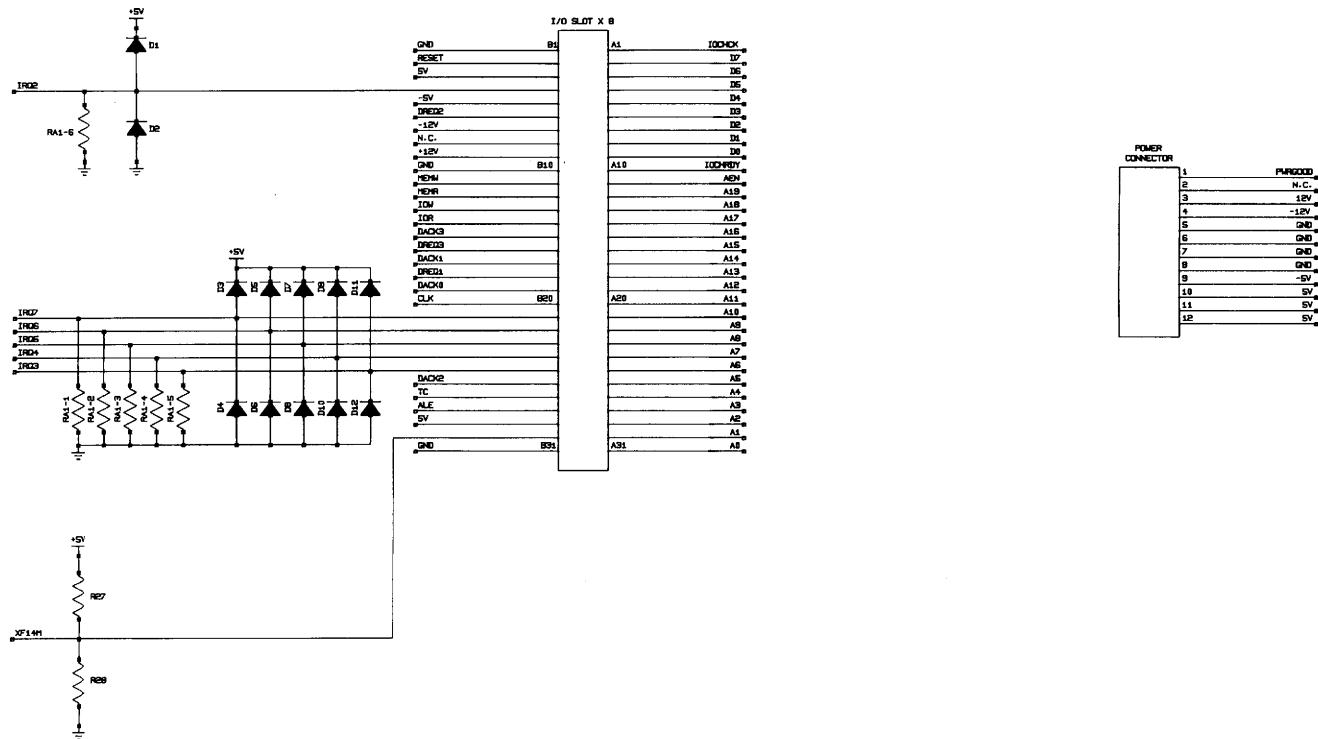 +5V
D1
IRQ2
RA1-6
D2
I/O SLOT X 8
GND B1 A1 IOCHCK
RESET D7
5V D6
D5
-5V D4
DREQ2 D3
-12V D2
N.C. D1
+12V D0
GND B10 A10 IOCHRDY
MEMW AEN
MEMR A19
IOW A18
IOR A17
DACK3 A16
DREQ3 A15
DACK1 A14
DREQ1 A13
DACK0 A12
CLK B20 A20 A11
A10
A9
A8
A7
A6
DACK2 A5
TC A4
ALE A3
5V A2
A1
GND B31 A31 A0
+5V
D3 D5 D7 D11
IRQ7
IRQ6
IRQ5
IRQ4
IRQ3
RA1-1 RA1-2 RA1-3 RA1-4 RA1-5
D4 D6 D8 D10 D12
+5V
R27
XF14M
R28
POWER
CONNECTOR
1 PWRGOOD
2 N.C.
3 12V
4 -12V
5 GND
6 GND
7 GND
8 GND
9 -5V
10 5V
11 5V
12 5V